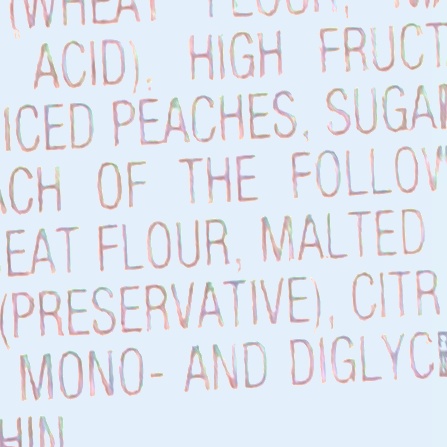 (WHEAT FLOUR,
ACID), HIGH FRUCT
ICED PEACHES, SUGAR
ACH OF THE FOLLOW
EAT FLOUR, MALTED
(PRESERVATIVE), CITR
MONO- AND DIGLYCE
HIN